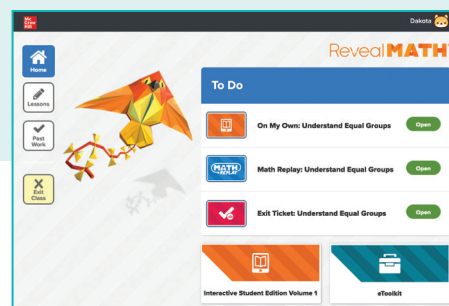 Mc
Graw
Hill
Dakota
Home
Reveal MATH
To Do
Lessons
On My Own: Understand Equal Groups
Open
Past
Work
MATH
REPLAY
Math Replay: Understand Equal Groups
Open
Exit
Class
Exit Ticket: Understand Equal Groups
Open
Interactive Student Edition Volume 1
eToolkit